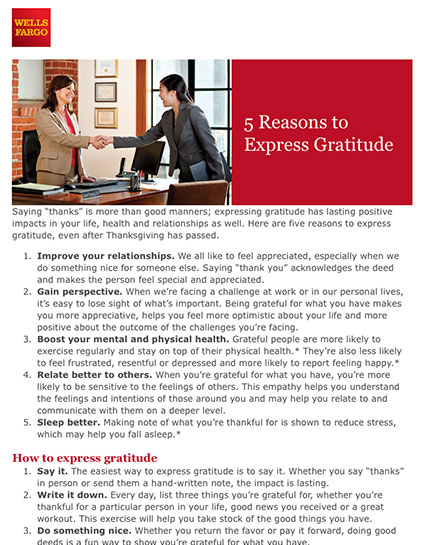 WELLS
FARGO
5 Reasons to
Express Gratitude
Saying “thanks” is more than good manners; expressing gratitude has lasting positive
impacts in your life, health and relationships as well. Here are five reasons to express
gratitude, even after Thanksgiving has passed.
1. Improve your relationships. We all like to feel appreciated, especially when we
do something nice for someone else. Saying “thank you” acknowledges the deed
and makes the person feel special and appreciated.
2. Gain perspective. When we’re facing a challenge at work or in our personal lives,
it’s easy to lose sight of what’s important. Being grateful for what you have makes
you more appreciative, helps you feel more optimistic about your life and more
positive about the outcome of the challenges you’re facing.
3. Boost your mental and physical health. Grateful people are more likely to
exercise regularly and stay on top of their physical health.* They’re also less likely
to feel frustrated, resentful or depressed and more likely to report feeling happy.*
4. Relate better to others. When you’re grateful for what you have, you’re more
likely to be sensitive to the feelings of others. This empathy helps you understand
the feelings and intentions of those around you and may help you relate to and
communicate with them on a deeper level.
5. Sleep better. Making note of what you’re thankful for is shown to reduce stress,
which may help you fall asleep.*
How to express gratitude
1. Say it. The easiest way to express gratitude is to say it. Whether you say “thanks”
in person or send them a hand-written note, the impact is lasting.
2. Write it down. Every day, list three things you’re grateful for, whether you’re
thankful for a particular person in your life, good news you received or a great
workout. This exercise will help you take stock of the good things you have.
3. Do something nice. Whether you return the favor or pay it forward, doing good
deeds is a fun way to show you’re grateful for what you have.